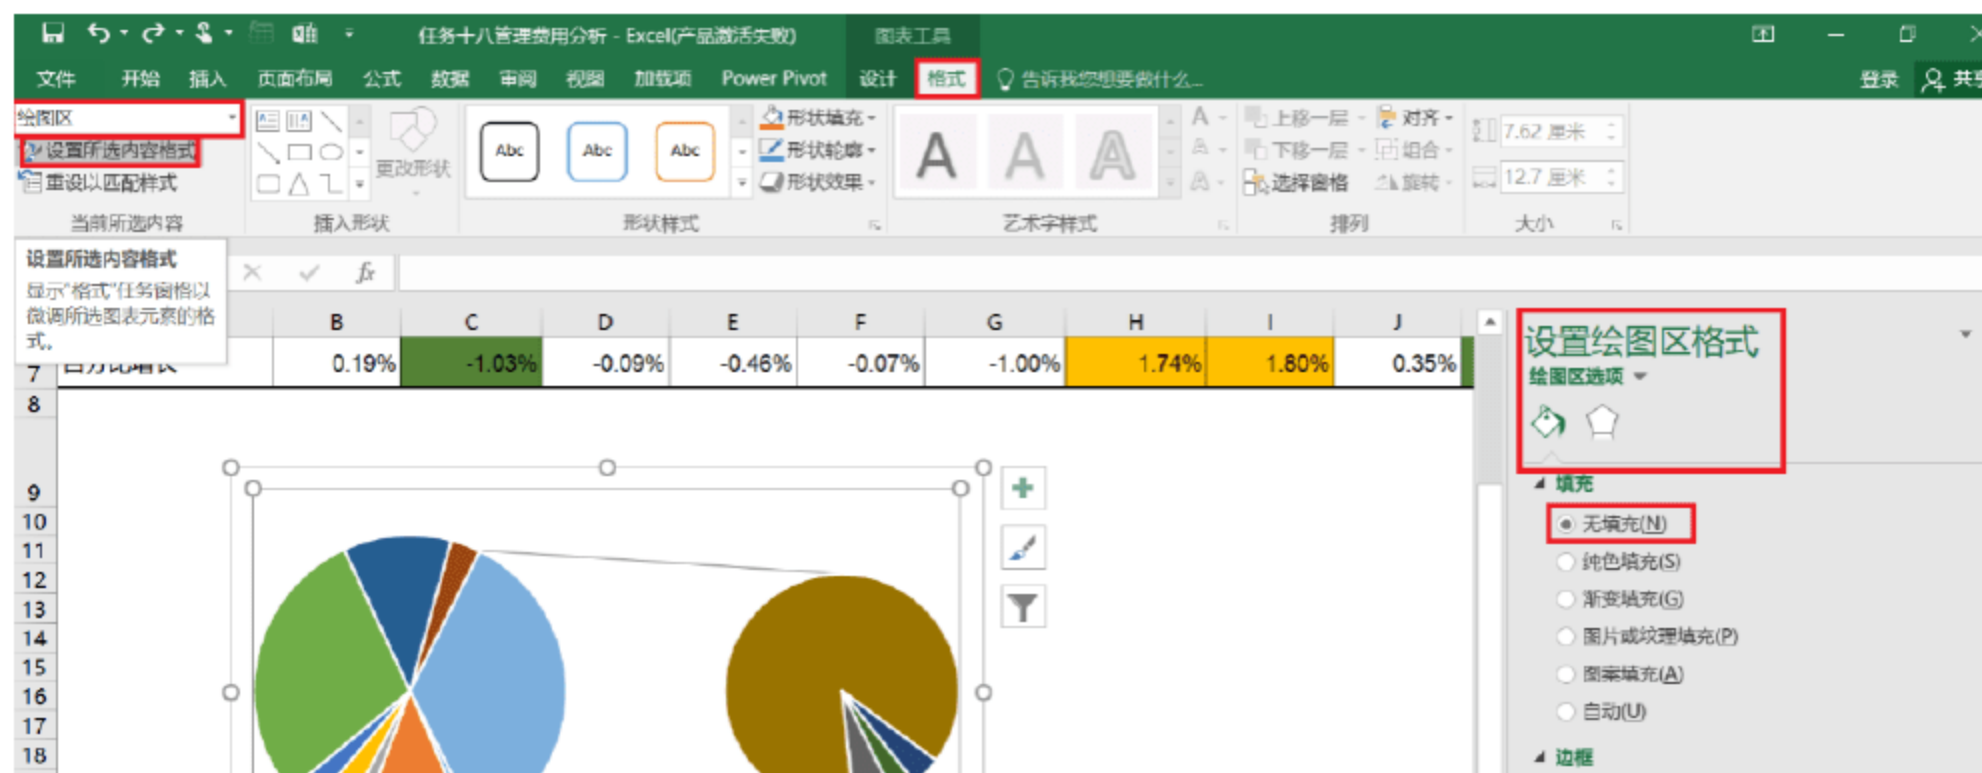 任务十八管理费用分析 - Excel(产品激活失败) 图表工具
文件 开始 插入 页面布局 公式 数据 审阅 视图 加载项 Power Pivot 设计 格式 告诉我您想要做什么... 登录 共享
绘图区
设置所选内容格式
重设以匹配样式
当前所选内容
更改形状
插入形状
Abc Abc Abc
形状填充
形状轮廓
形状效果
形状样式
A A A
艺术字样式
上移一层 对齐
下移一层 组合
选择窗格 旋转
排列
7.62 厘米
12.7 厘米
大小
设置所选内容格式
显示“格式”任务窗格以
微调所选图表元素的格
式。
fx
B C D E F G H I J
7 百分比增长 0.19% -1.03% -0.09% -0.46% -0.07% -1.00% 1.74% 1.80% 0.35%
8
9
10
11
12
13
14
15
16
17
18
设置绘图区格式
绘图区选项
填充
无填充(N)
纯色填充(S)
渐变填充(G)
图片或纹理填充(P)
图案填充(A)
自动(U)
边框